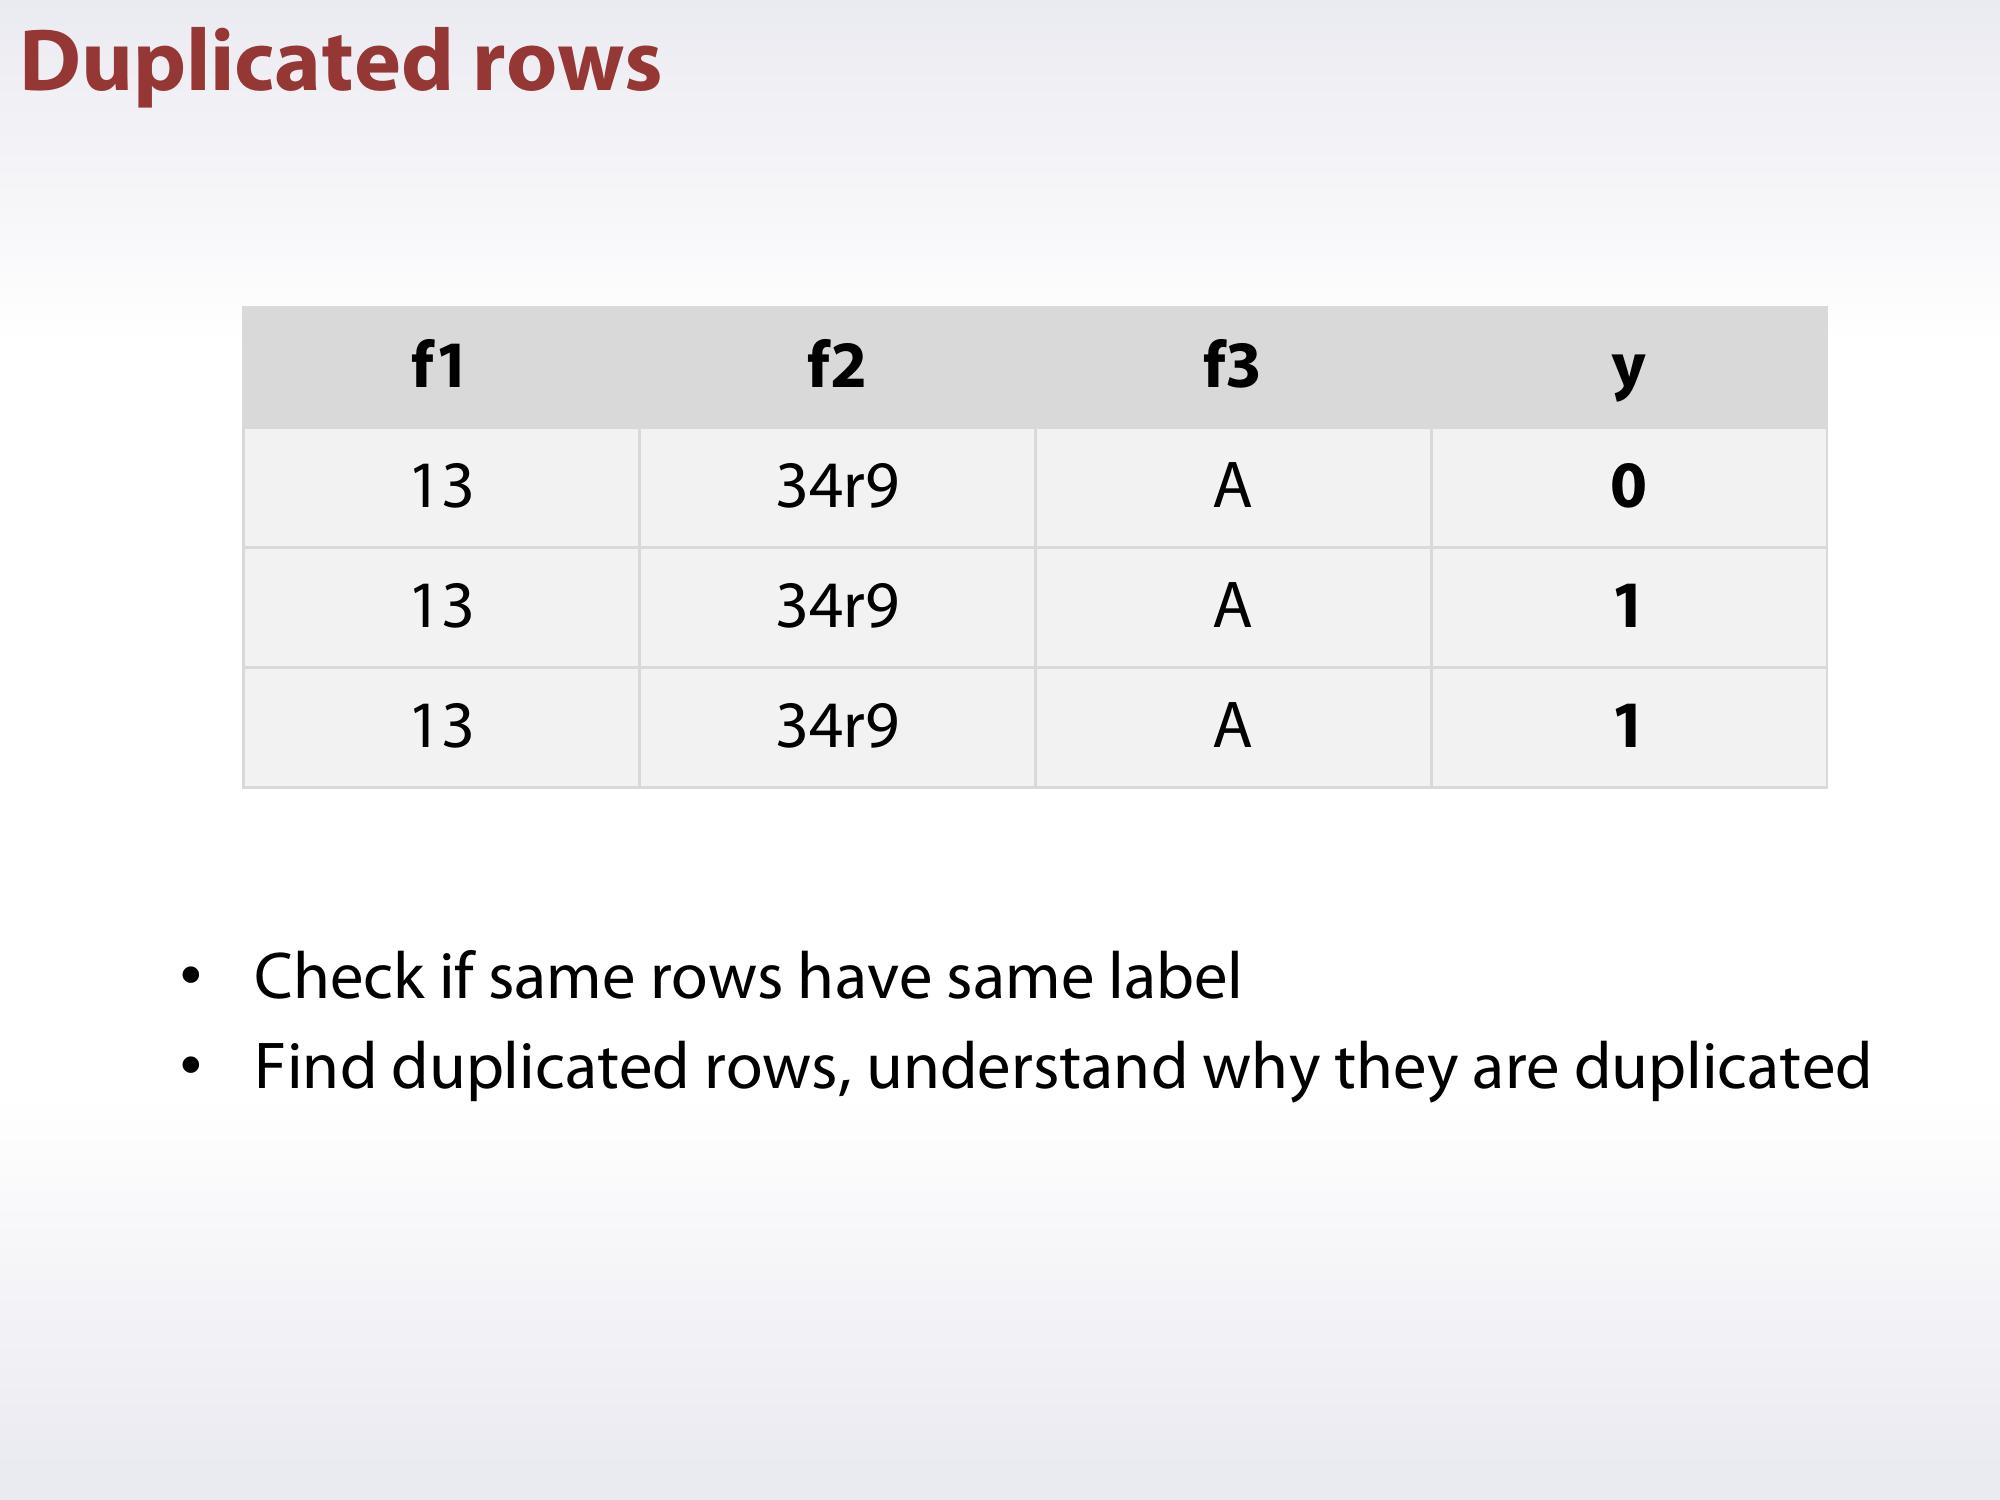 Duplicated rows
f1 f2 f3 y
13 34r9 A 0
13 34r9 A 1
13 34r9 A 1
• Check if same rows have same label
• Find duplicated rows, understand why they are duplicated